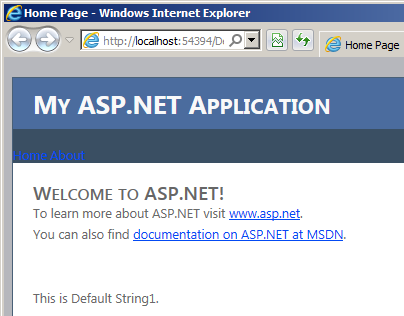 Home Page - Windows Internet Explorer
http://localhost:54394/De
Home Page
MY ASP.NET APPLICATION
Home About
WELCOME TO ASP.NET!
To learn more about ASP.NET visit www.asp.net.
You can also find documentation on ASP.NET at MSDN.
This is Default String1.